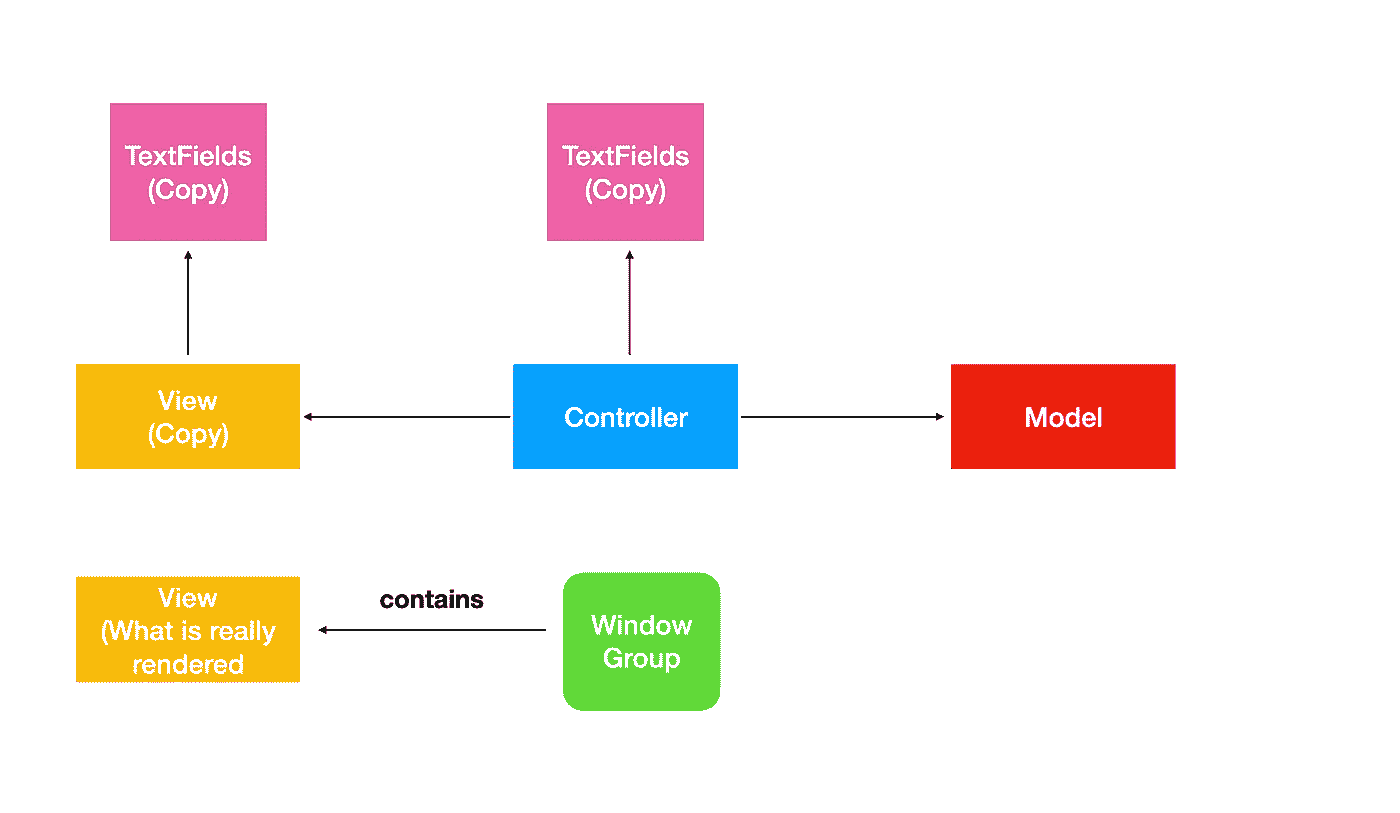 TextFields
(Copy)
TextFields
(Copy)
View
(Copy)
Controller
Model
View
(What is really
rendered
contains
Window
Group